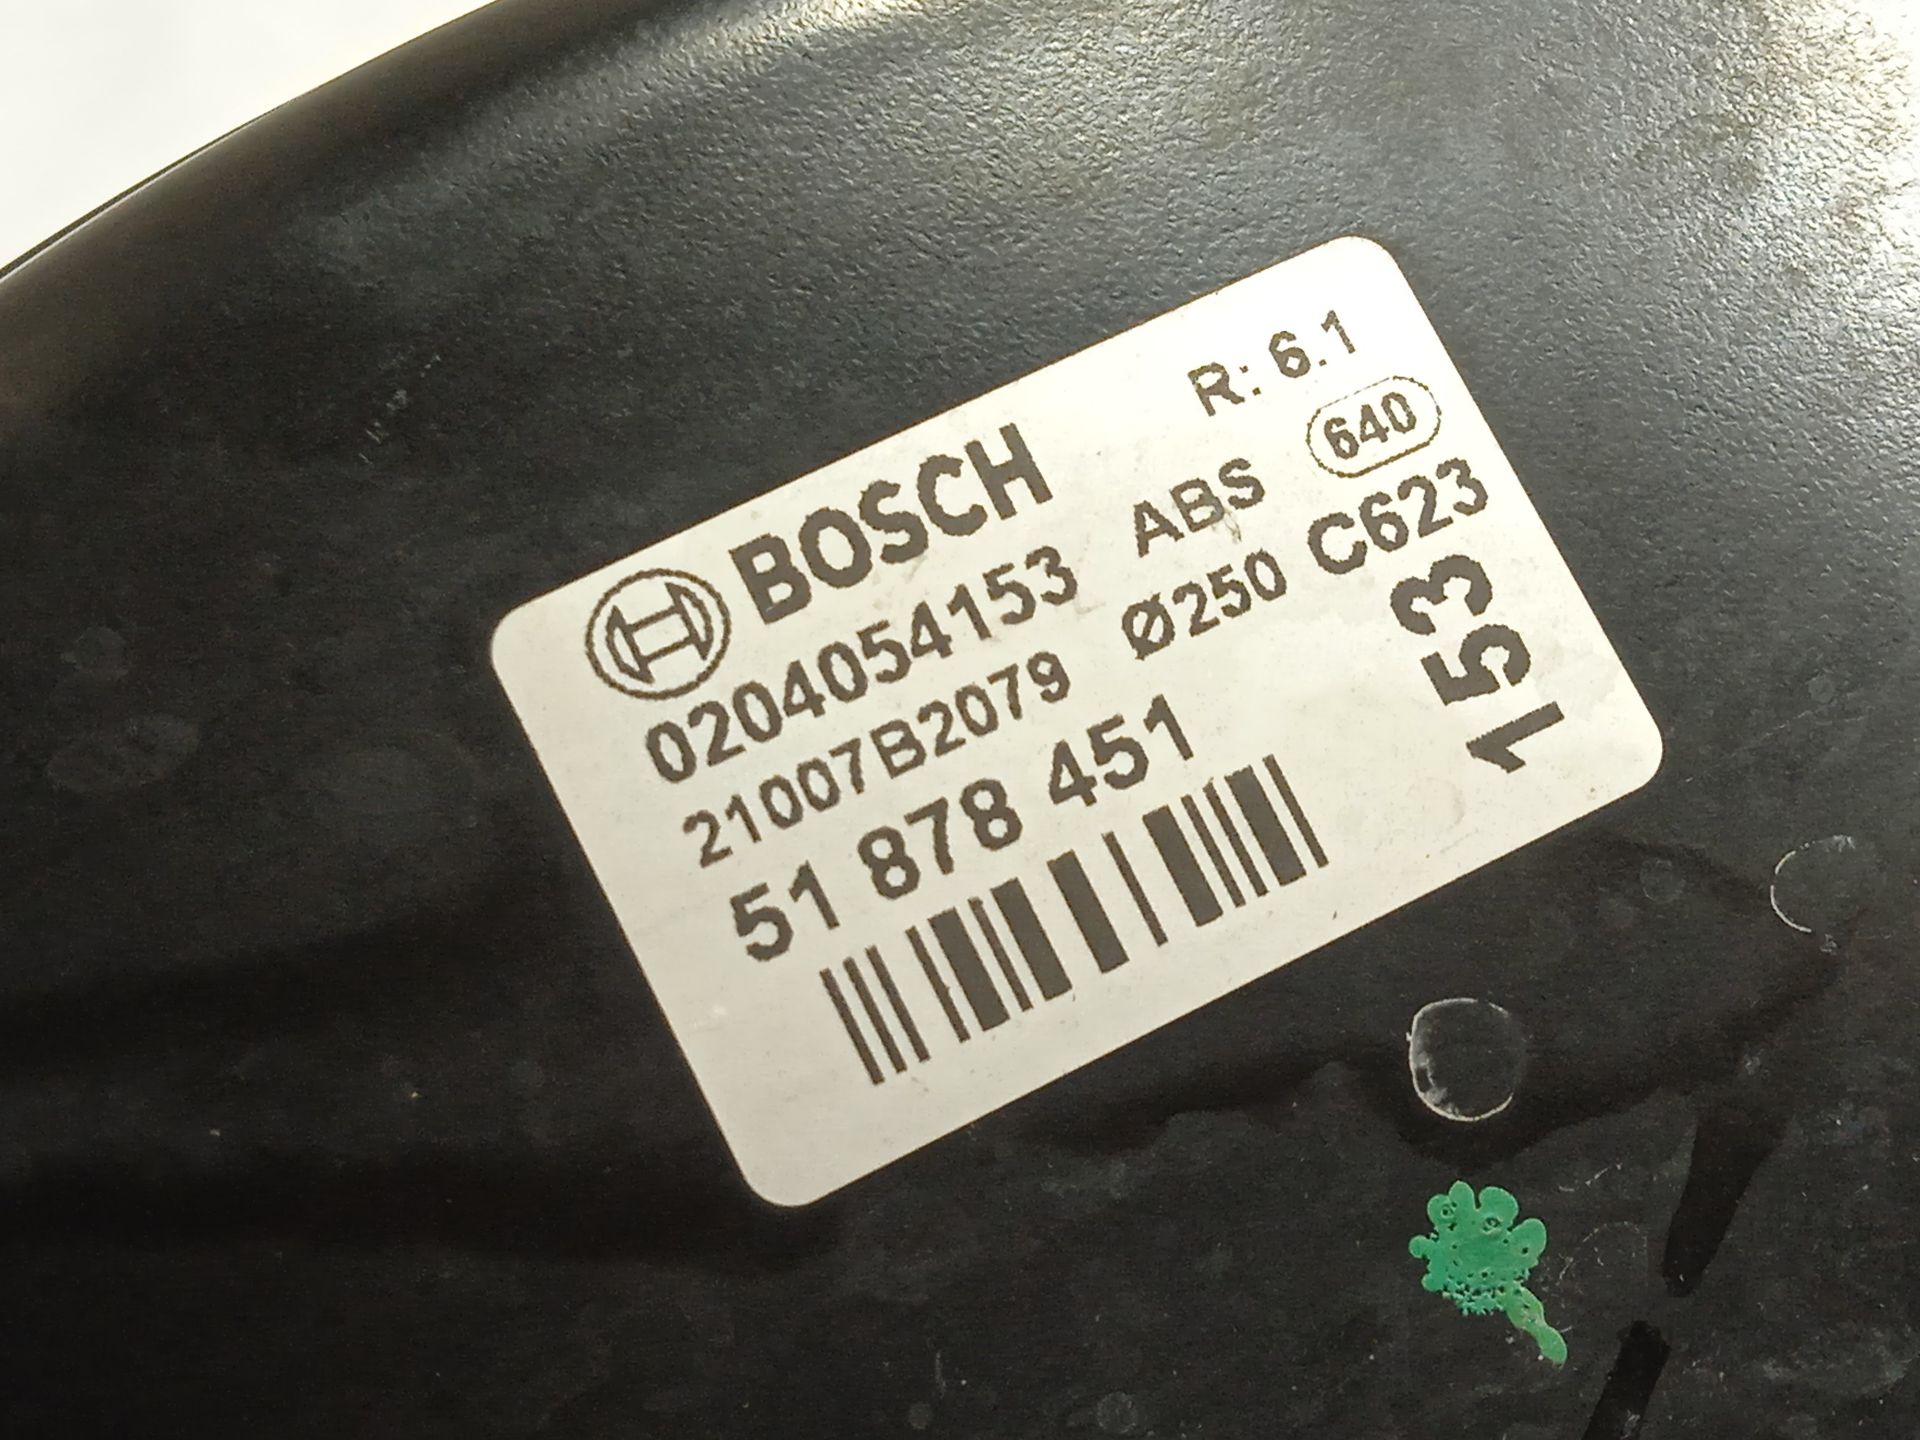 R: 6.1
BOSCH
ABS 640
0204054153
Ø250 C623
21007B2079
51 878 451
153